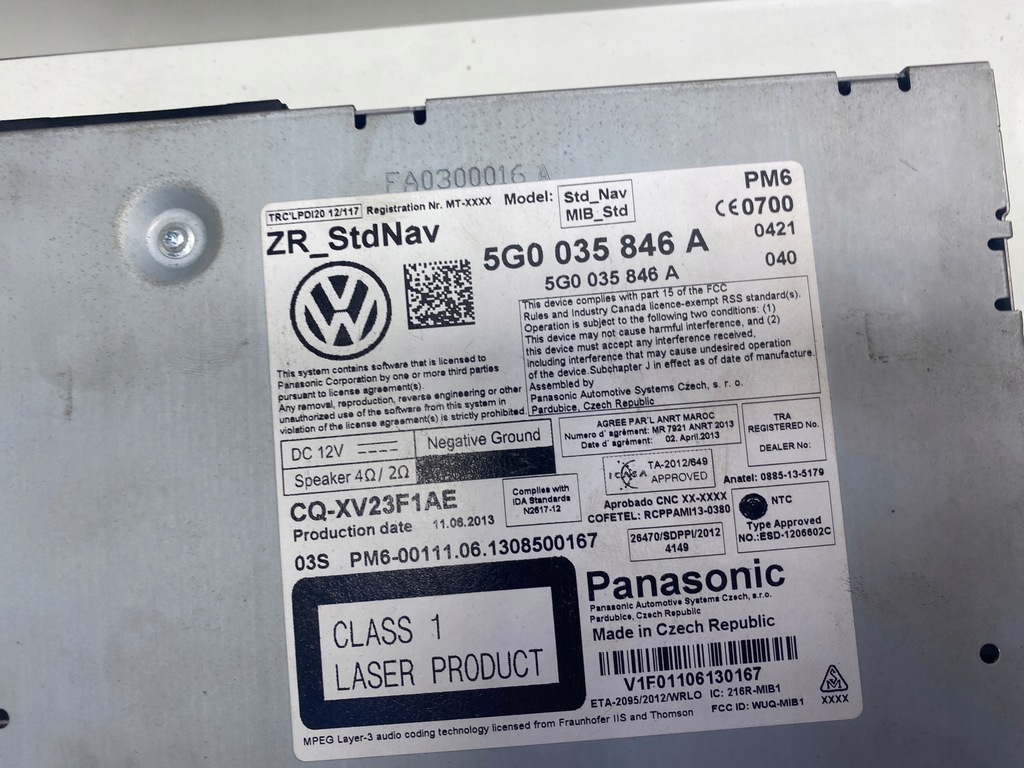 FA0300016 A
TRC'LPDI20 12/117 Registration Nr. MT-XXXX Model: Std_Nav
MIB_Std
PM6
CE0700
0421
040
ZR_StdNav
5G0 035 846 A
5G0 035 846 A
This device complies with part 15 of the FCC
Rules and Industry Canada licence-exempt RSS standard(s).
Operation is subject to the following two conditions: (1)
This device may not cause harmful interference, and (2)
this device must accept any interference received,
including interference that may cause undesired operation
of the device.Subchapter J in effect as of date of manufacture.
Assembled by
Panasonic Automotive Systems Czech, s. r. o.
Pardubice, Czech Republic
This system contains software that is licensed to
Panasonic Corporation by one or more third parties
pursuant to license agreement(s).
Any removal, reproduction, reverse engineering or other
unauthorized use of the software from this system in
violation of the license agreement(s) is strictly prohibited
DC 12V
Negative Ground
Speaker 4Ω/ 2Ω
AGREE PAR'L ANRT MAROC
Numero d' agrément: MR 7921 ANRT 2013
Date d' agrément: 02. April.2013
TRA
REGISTERED No.
DEALER No:
ICASA TA-2012/649
APPROVED
Anatel: 0885-13-5179
CQ-XV23F1AE
Production date 11.06.2013
Complies with
IDA Standards
N2617-12
Aprobado CNC XX-XXXX
COFETEL: RCPPAMI13-0380
NTC
Type Approved
NO.:ESD-1206602C
26470/SDPPI/2012
4149
03S PM6-00111.06.1308500167
CLASS 1
LASER PRODUCT
Panasonic
Panasonic Automotive Systems Czech, s.r.o.
Pardubice, Czech Republic
Made in Czech Republic
V1F01106130167
ETA-2095/2012/WRLO IC: 216R-MIB1
FCC ID: WUQ-MIB1
XXXX
MPEG Layer-3 audio coding technology licensed from Fraunhofer IIS and Thomson